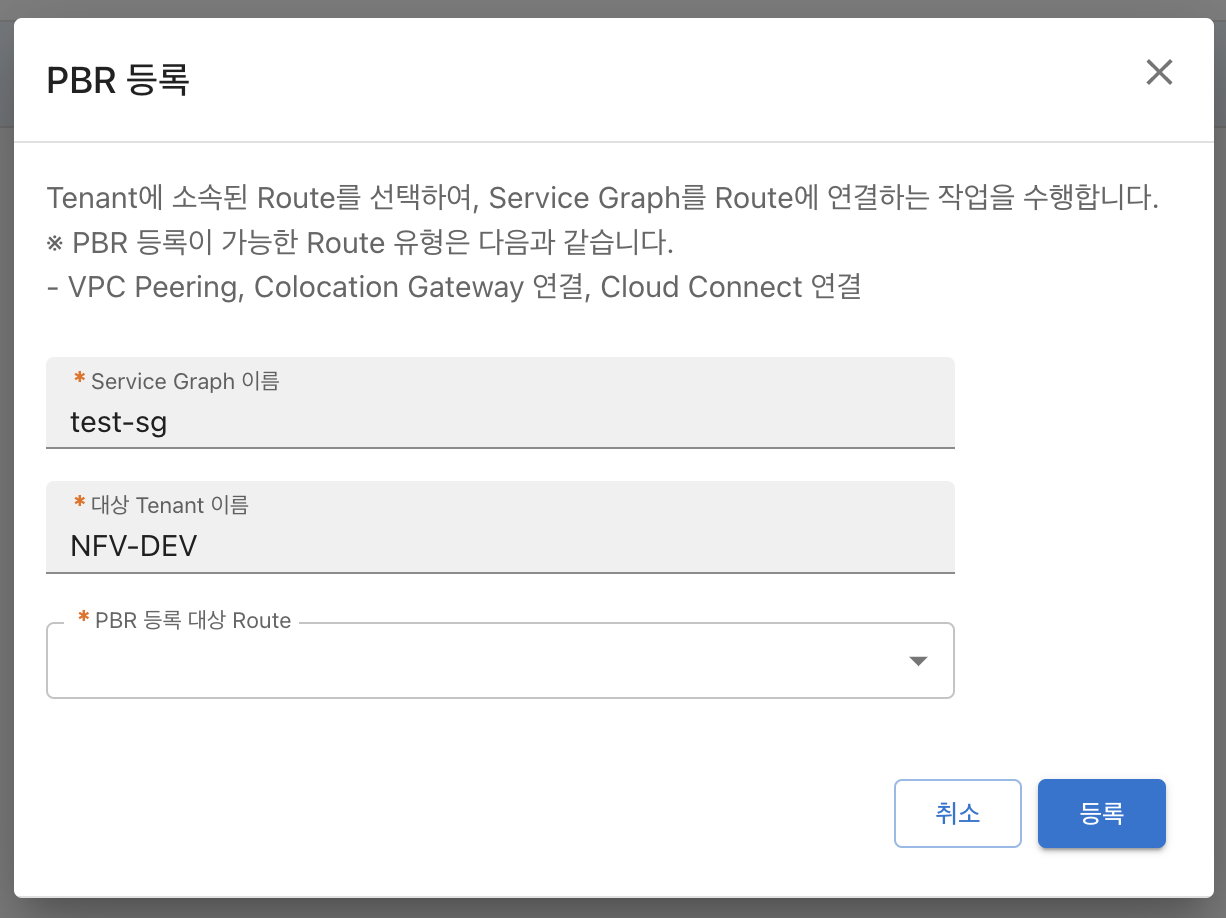 PBR 등록
Tenant에 소속된 Route를 선택하여, Service Graph를 Route에 연결하는 작업을 수행합니다.
※ PBR 등록이 가능한 Route 유형은 다음과 같습니다.
- VPC Peering, Colocation Gateway 연결, Cloud Connect 연결
* Service Graph 이름
test-sg
* 대상 Tenant 이름
NFV-DEV
* PBR 등록 대상 Route
취소
등록